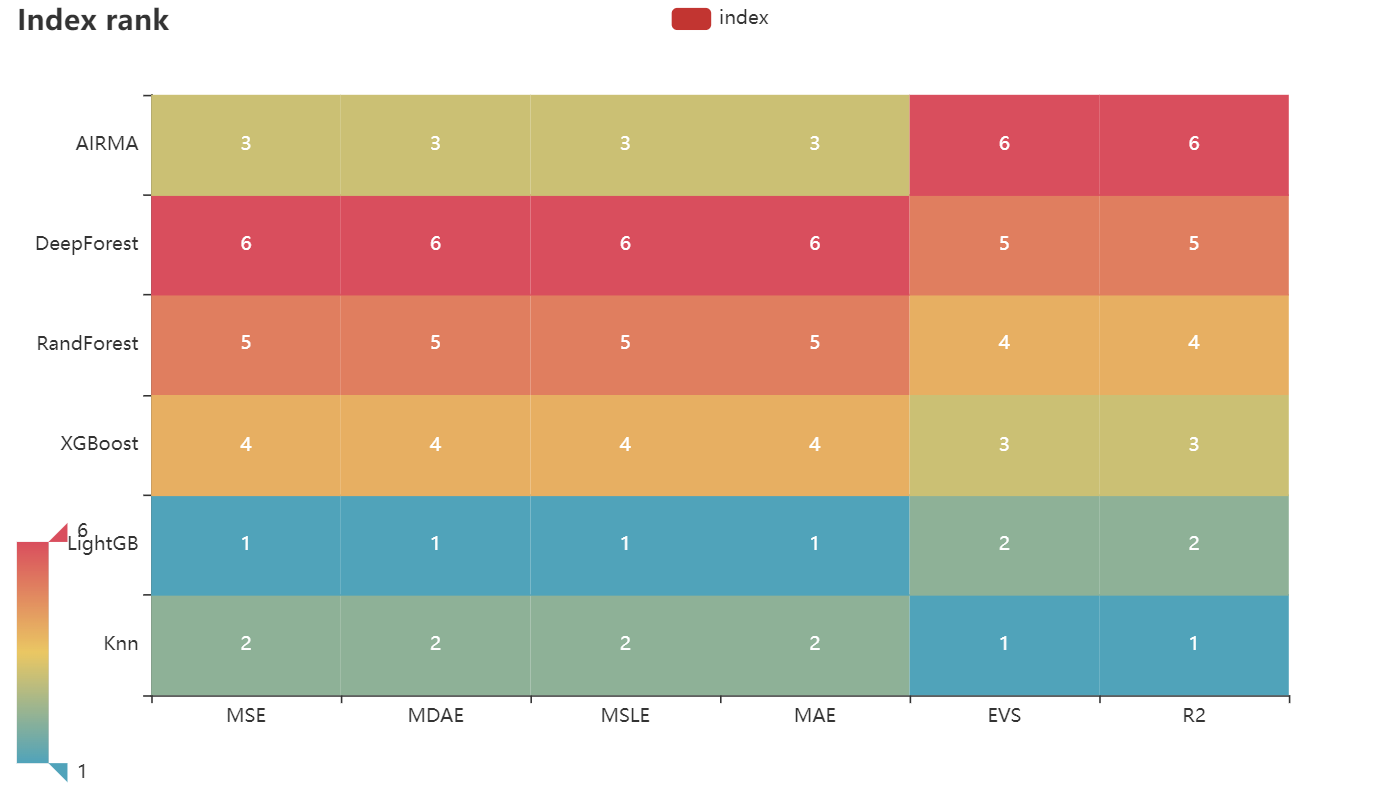 Index rank
index
AIRMA 3 3 3 3 6 6
DeepForest 6 6 6 6 5 5
RandForest 5 5 5 5 4 4
XGBoost 4 4 4 4 3 3
6
LightGB 1 1 1 1 2 2
Knn 2 2 2 2 1 1
MSE MDAE MSLE MAE EVS R2
1